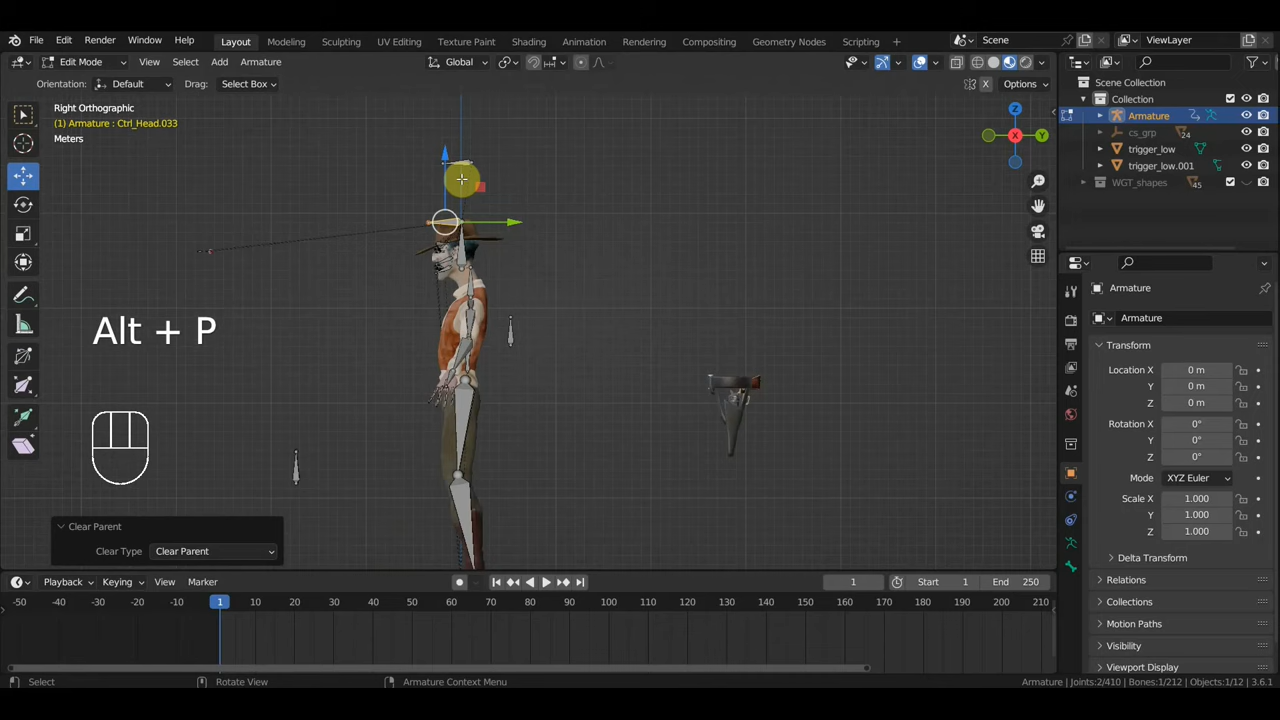 File Edit Render Window Help Layout Modeling Sculpting UV Editing Texture Paint Shading Animation Rendering Compositing Geometry Nodes Scripting + Scene ViewLayer
Edit Mode View Select Add Armature Global
Orientation: Default Drag: Select Box X Options
Right Orthographic
(1) Armature : Ctrl_Head.033
Meters
Z
Y
X
Alt + P
Clear Parent
Clear Type Clear Parent
Scene Collection
Collection
Armature
cs_grp 24
trigger_low
trigger_low.001
WGT_shapes 45
Armature
Armature
Transform
Location X 0 m
Y 0 m
Z 0 m
Rotation X 0°
Y 0°
Z 0°
Mode XYZ Euler
Scale X 1.000
Y 1.000
Z 1.000
Delta Transform
Relations
Collections
Motion Paths
Visibility
Viewport Display
Playback Keying View Marker 1 Start 1 End 250
-50 -40 -30 -20 -10 1 10 20 30 40 50 60 70 80 90 100 110 120 130 140 150 160 170 180 190 200 210
Select Rotate View Armature Context Menu Armature | Joints:2/410 | Bones:1/212 | Objects:1/12 | 3.6.1